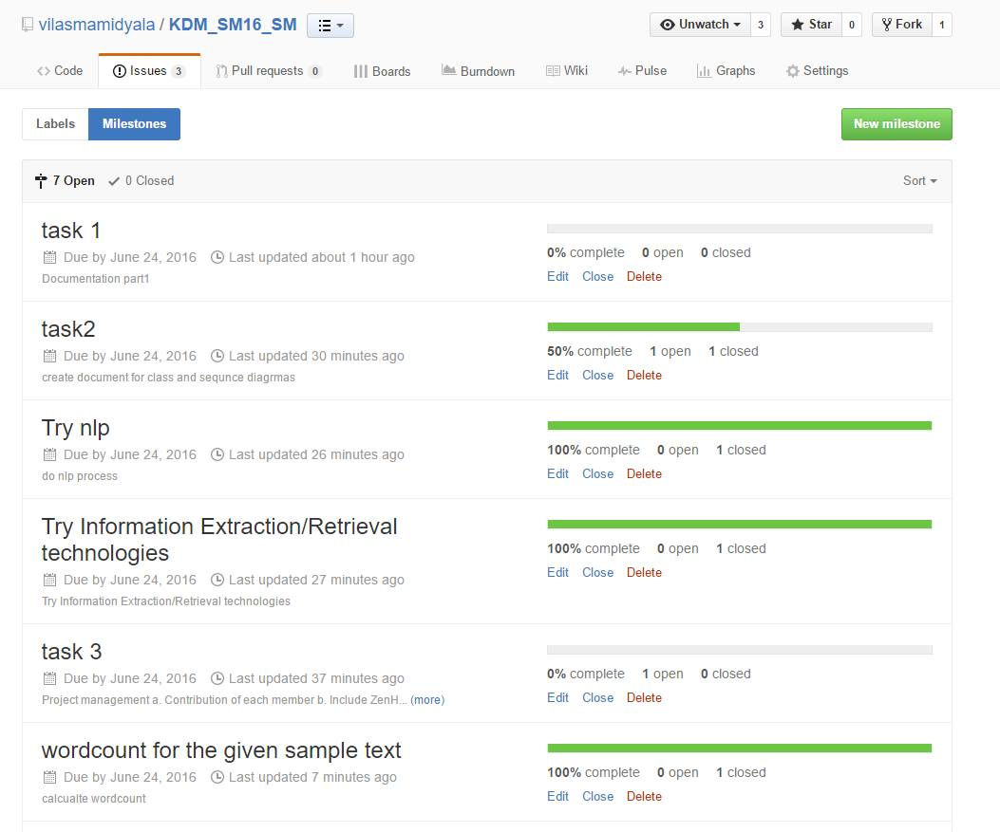 vilasmamidyala / KDM_SM16_SM
Unwatch 3 Star 0 Fork 1
Code Issues 3 Pull requests 0 Boards Burndown Wiki Pulse Graphs Settings
Labels Milestones New milestone
7 Open 0 Closed Sort
task 1
Due by June 24, 2016 Last updated about 1 hour ago
Documentation part1
0% complete 0 open 0 closed
Edit Close Delete
task2
Due by June 24, 2016 Last updated 30 minutes ago
create document for class and sequnce diagrmas
50% complete 1 open 1 closed
Edit Close Delete
Try nlp
Due by June 24, 2016 Last updated 26 minutes ago
do nlp process
100% complete 0 open 1 closed
Edit Close Delete
Try Information Extraction/Retrieval
technologies
Due by June 24, 2016 Last updated 27 minutes ago
Try Information Extraction/Retrieval technologies
100% complete 0 open 1 closed
Edit Close Delete
task 3
Due by June 24, 2016 Last updated 37 minutes ago
Project management a. Contribution of each member b. Include ZenH... (more)
0% complete 1 open 0 closed
Edit Close Delete
wordcount for the given sample text
Due by June 24, 2016 Last updated 7 minutes ago
calcualte wordcount
100% complete 0 open 1 closed
Edit Close Delete